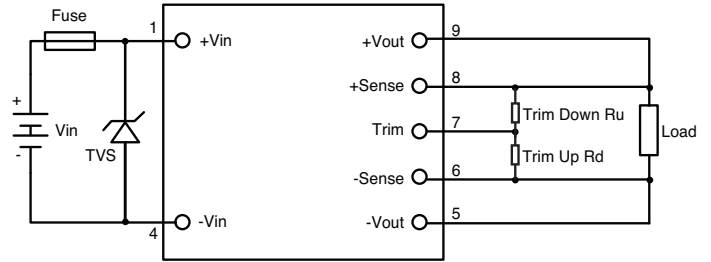 Fuse
1
+Vin
+Vout
9
+Sense
8
Trim Down Ru
+
Vin
-
TVS
Trim
7
Load
Trim Up Rd
-Sense
6
4
-Vin
-Vout
5